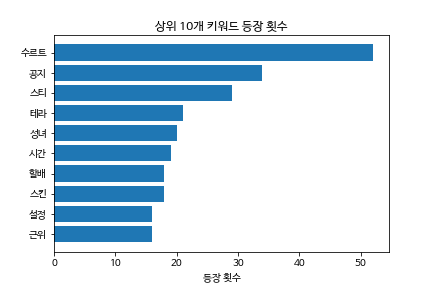 상위 10개 키워드 등장 횟수
수르트
공지
스티
테라
성녀
시간
할배
스킨
설정
근위
0 10 20 30 40 50
등장 횟수